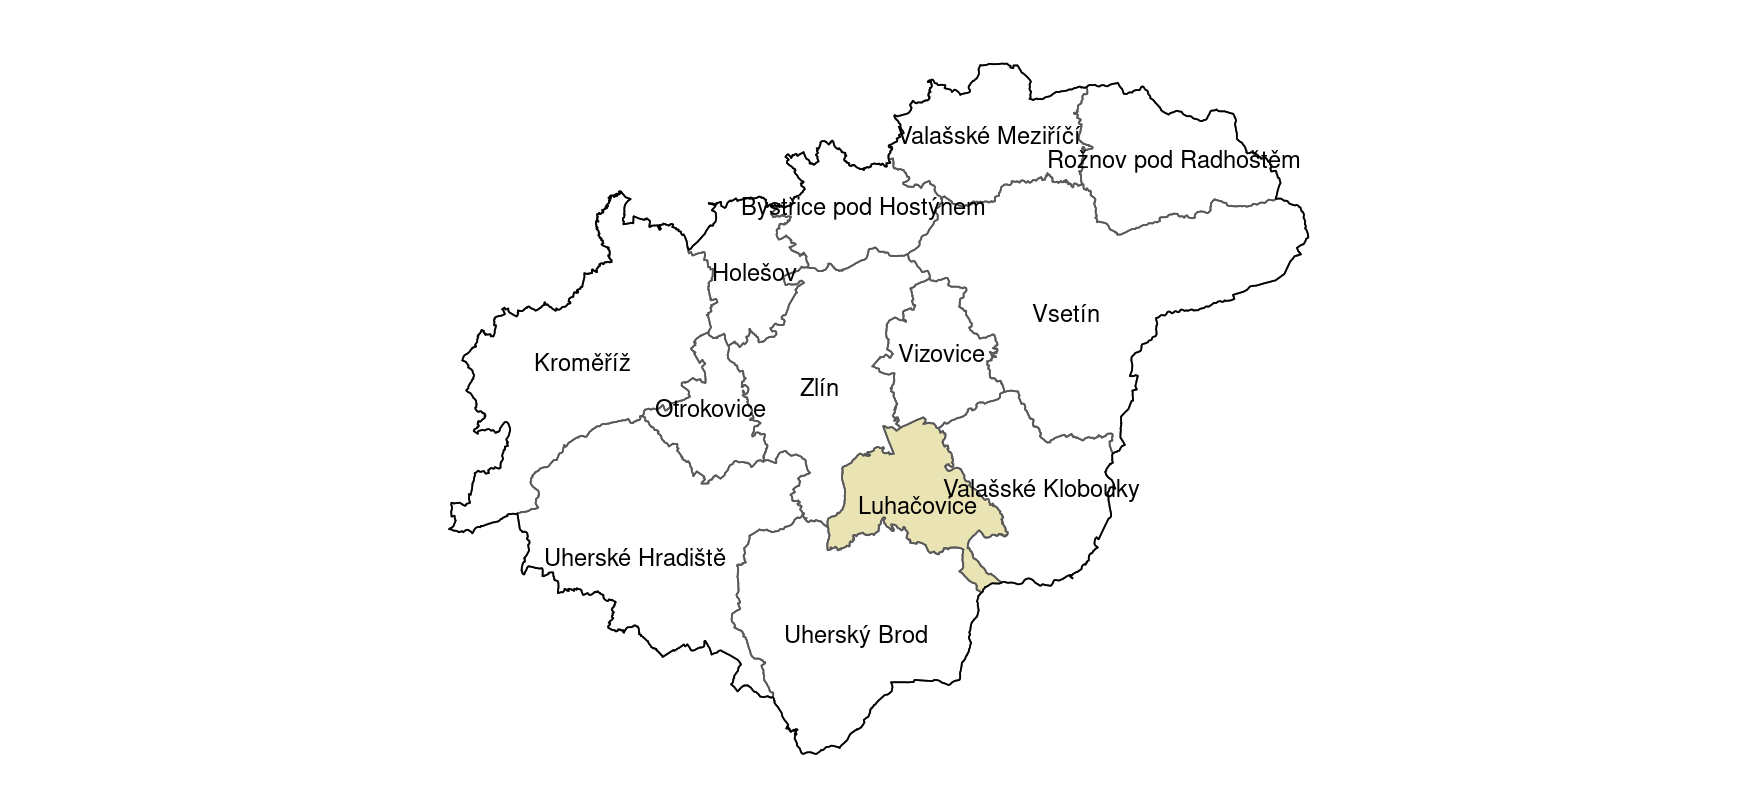 Valašské Meziříčí
Rožnov pod Radhoštěm
Bystřice pod Hostýnem
Holešov
Vsetín
Vizovice
Kroměříž
Zlín
Otrokovice
Valašské Klobouky
Luhačovice
Uherské Hradiště
Uherský Brod